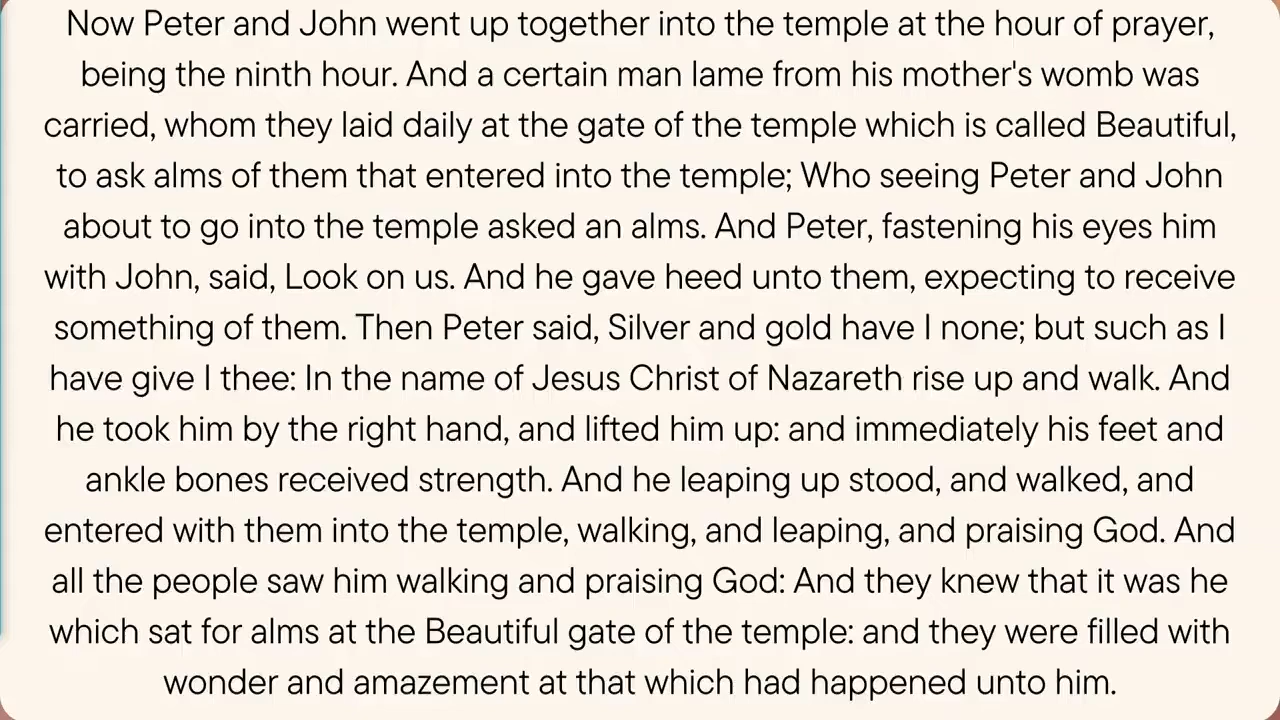 Now Peter and John went up together into the temple at the hour of prayer,
being the ninth hour. And a certain man lame from his mother's womb was
carried, whom they laid daily at the gate of the temple which is called Beautiful,
to ask alms of them that entered into the temple; Who seeing Peter and John
about to go into the temple asked an alms. And Peter, fastening his eyes him
with John, said, Look on us. And he gave heed unto them, expecting to receive
something of them. Then Peter said, Silver and gold have I none; but such as I
have give I thee: In the name of Jesus Christ of Nazareth rise up and walk. And
he took him by the right hand, and lifted him up: and immediately his feet and
ankle bones received strength. And he leaping up stood, and walked, and
entered with them into the temple, walking, and leaping, and praising God. And
all the people saw him walking and praising God: And they knew that it was he
which sat for alms at the Beautiful gate of the temple: and they were filled with
wonder and amazement at that which had happened unto him.